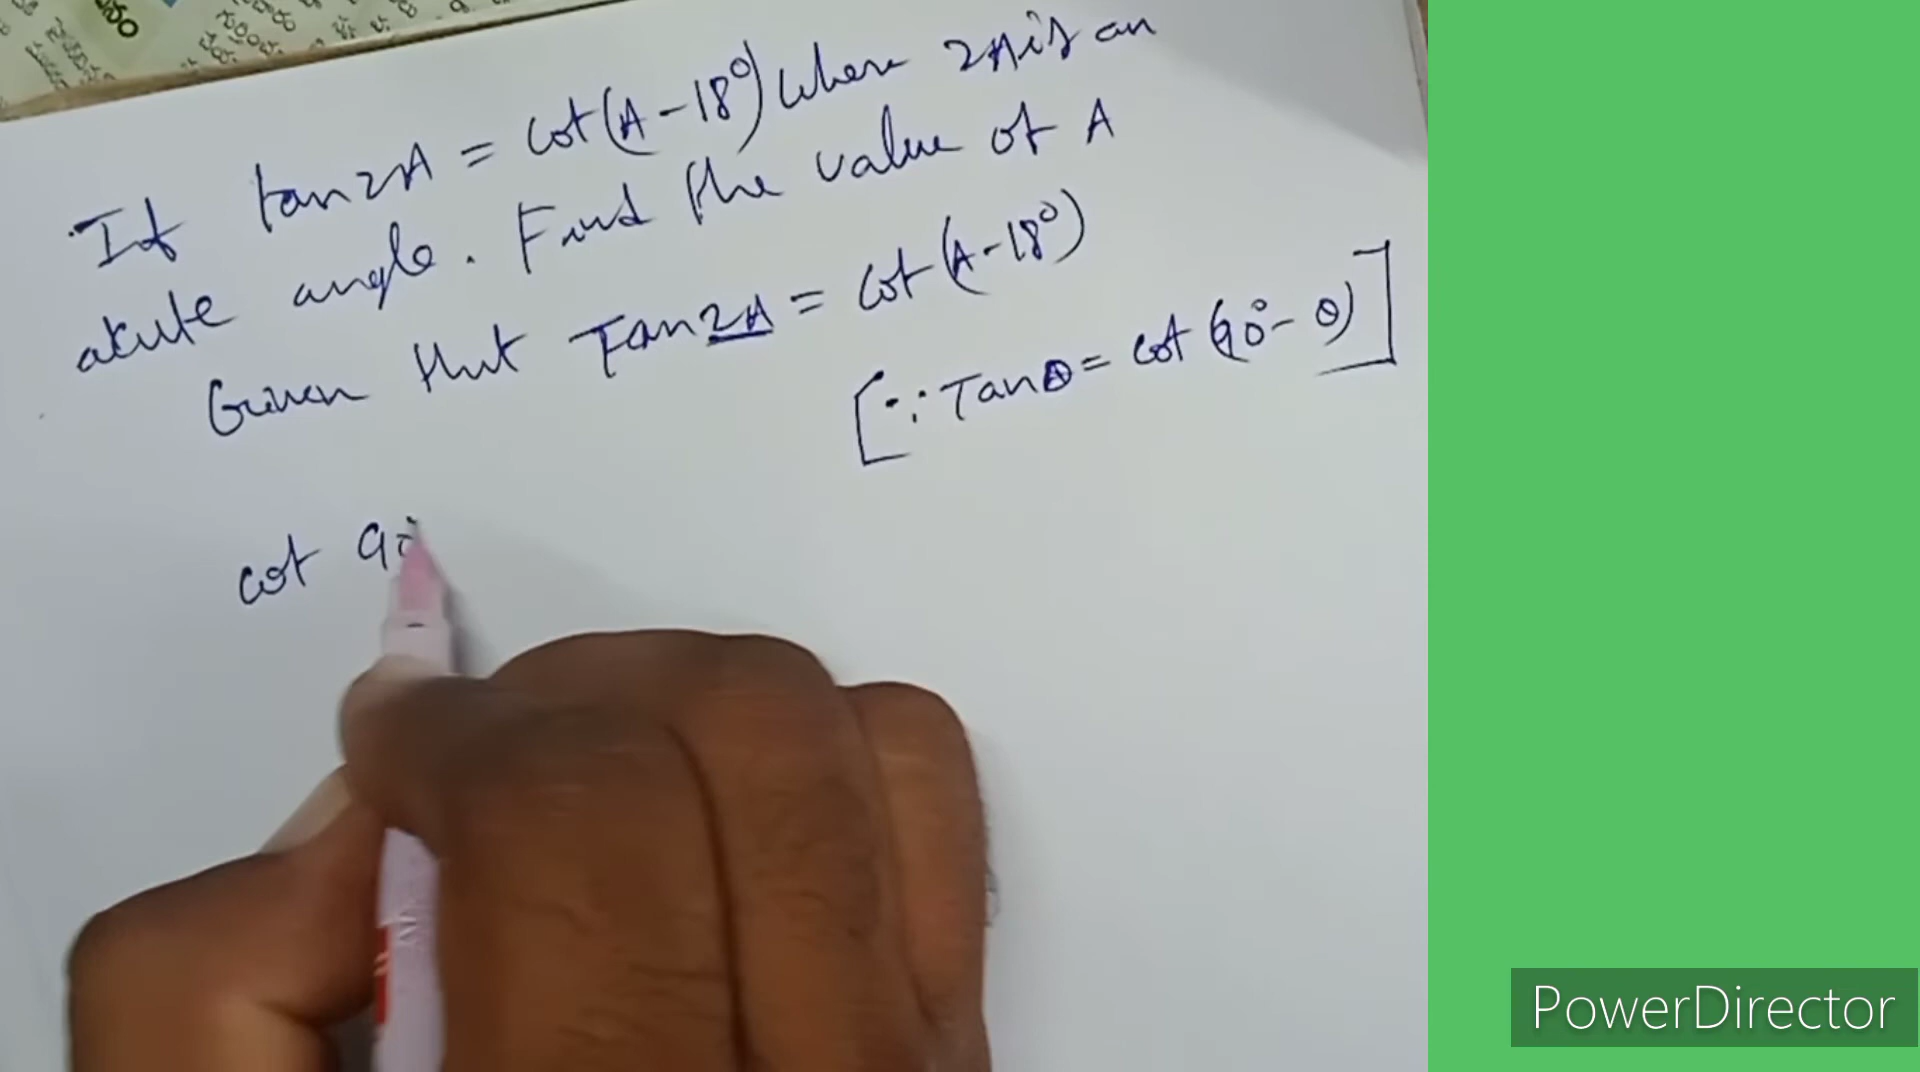 If tan2A = cot(A-18°) where 2A is an
acute angle. Find the value of A
Given that Tan2A = cot(A-18°)
[∵ Tanθ = cot(90°-θ)]
cot 90
PowerDirector